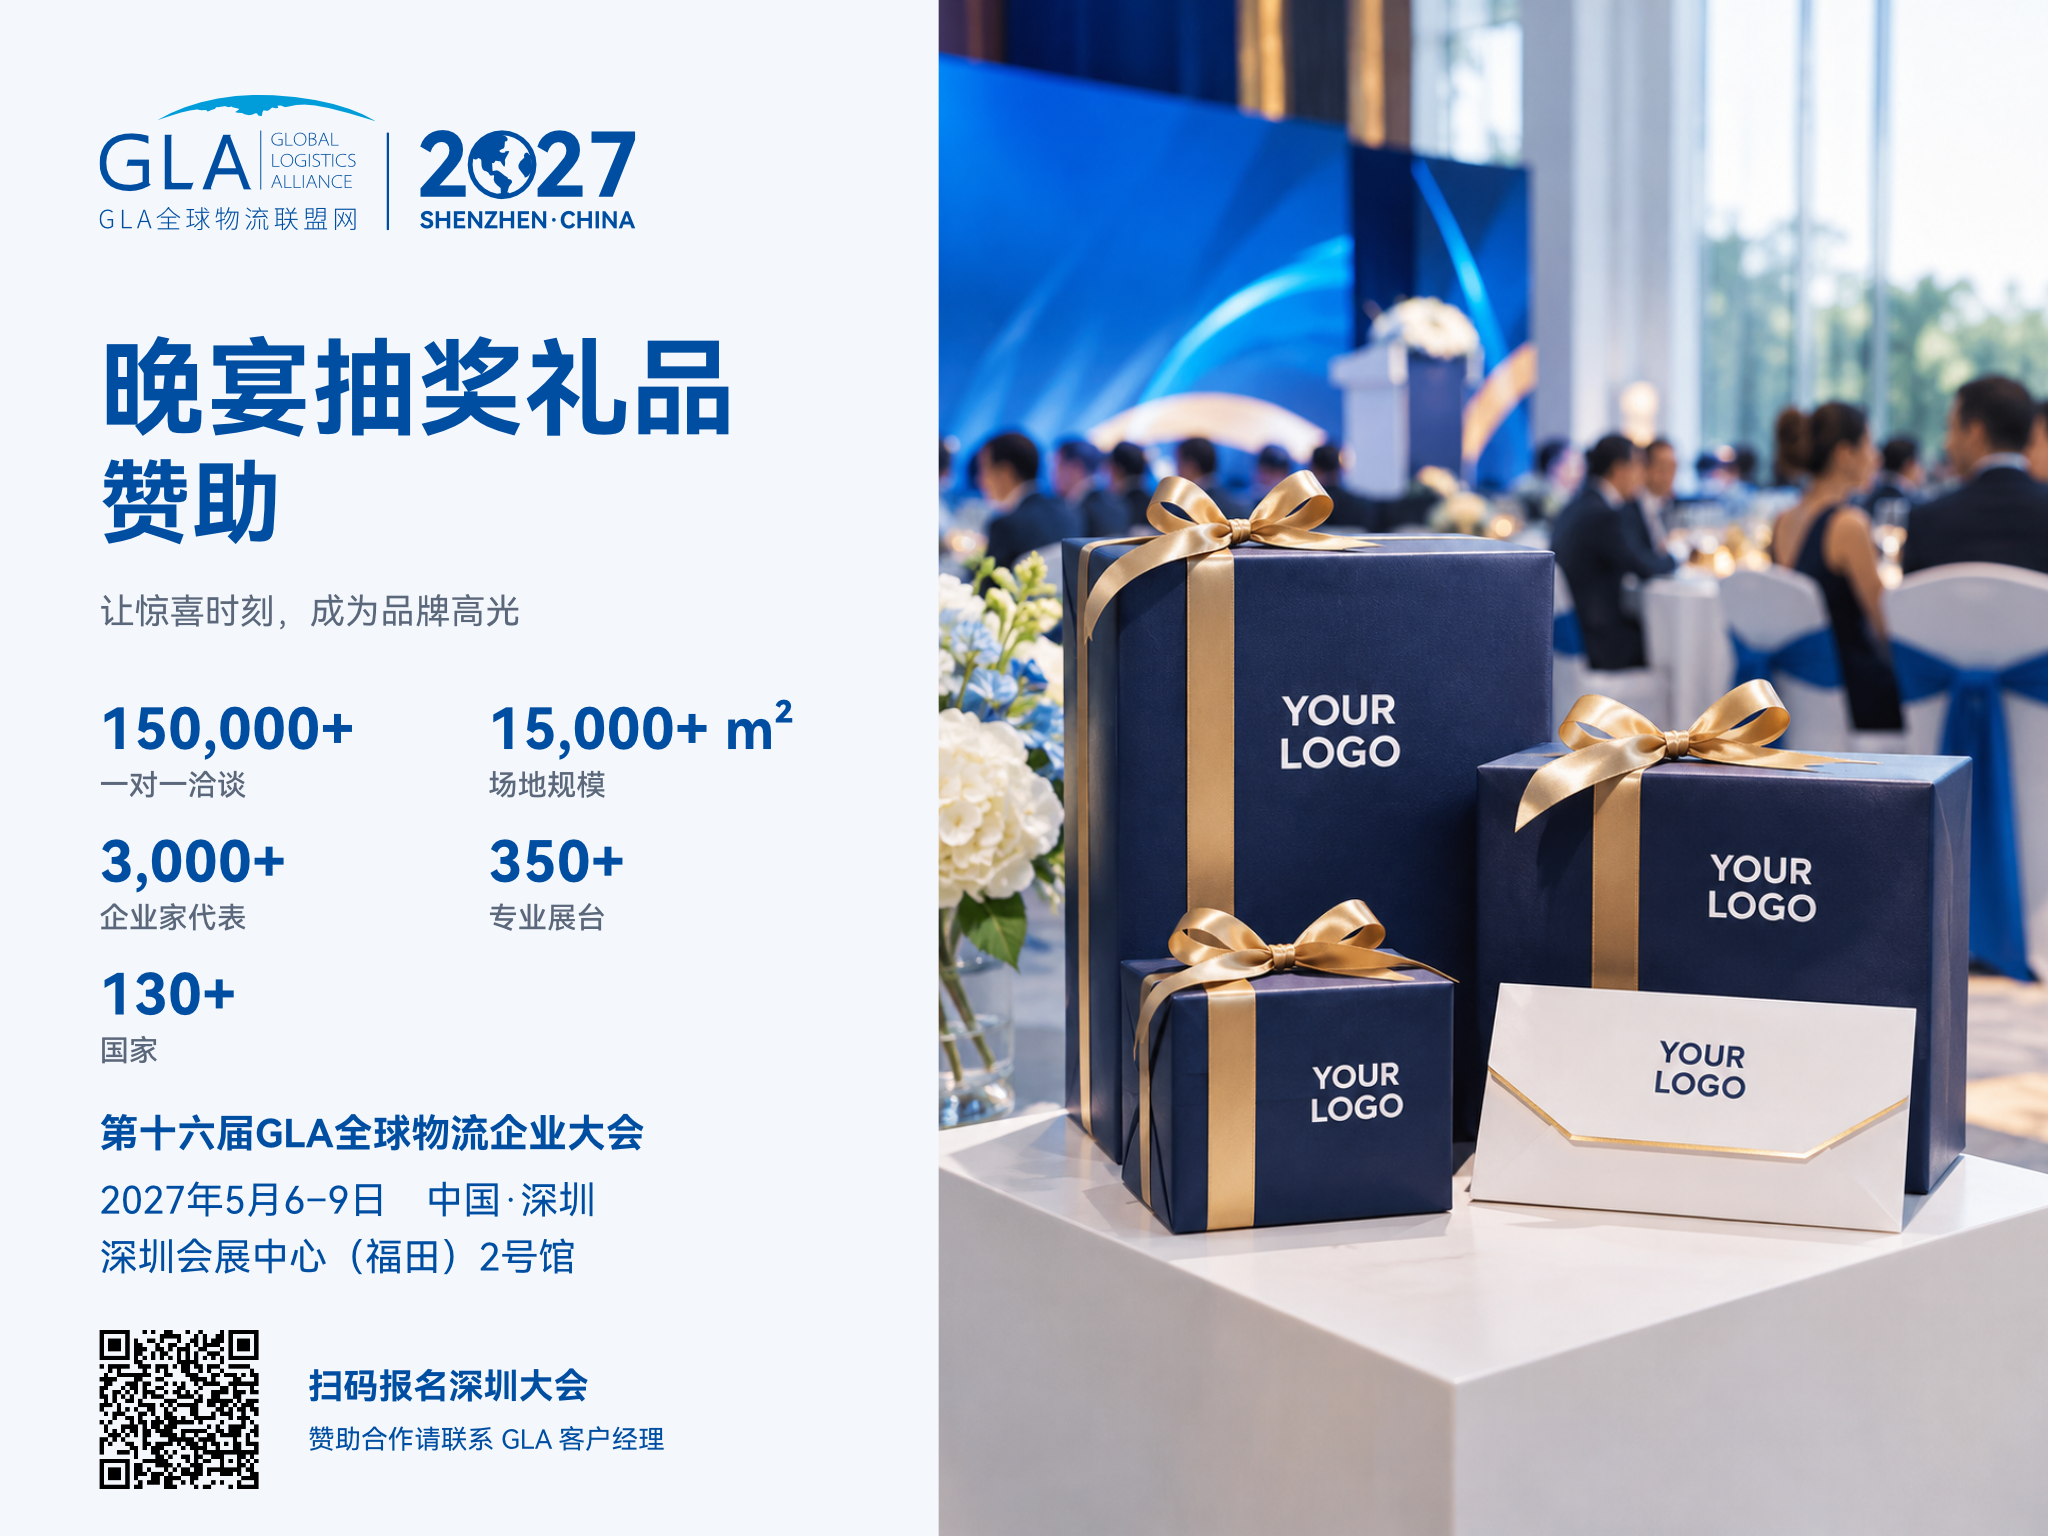 GLA
GLOBAL
LOGISTICS
ALLIANCE
GLA全球物流联盟网
2027
SHENZHEN·CHINA
晚宴抽奖礼品
赞助
让惊喜时刻，成为品牌高光
150,000+
一对一洽谈
15,000+ m²
场地规模
3,000+
企业家代表
350+
专业展台
130+
国家
第十六届GLA全球物流企业大会
2027年5月6–9日 中国·深圳
深圳会展中心（福田）2号馆
扫码报名深圳大会
赞助合作请联系 GLA 客户经理
YOUR
LOGO
YOUR
LOGO
YOUR
LOGO
YOUR
LOGO